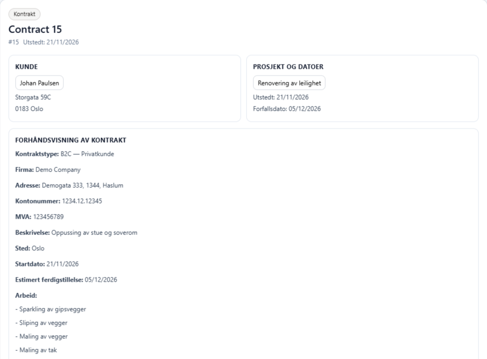 Kontrakt
Contract 15
#15 Utstedt: 21/11/2026
KUNDE
Johan Paulsen
Storgata 59C
0183 Oslo
PROSJEKT OG DATOER
Renovering av leilighet
Utstedt: 21/11/2026
Forfallsdato: 05/12/2026
FORHÅNDSVISNING AV KONTRAKT
Kontraktstype: B2C — Privatkunde
Firma: Demo Company
Adresse: Demogata 333, 1344, Haslum
Kontonummer: 1234.12.12345
MVA: 123456789
Beskrivelse: Oppussing av stue og soverom
Sted: Oslo
Startdato: 21/11/2026
Estimert ferdigstillelse: 05/12/2026
Arbeid:
- Sparkling av gipsvegger
- Sliping av vegger
- Maling av vegger
- Maling av tak